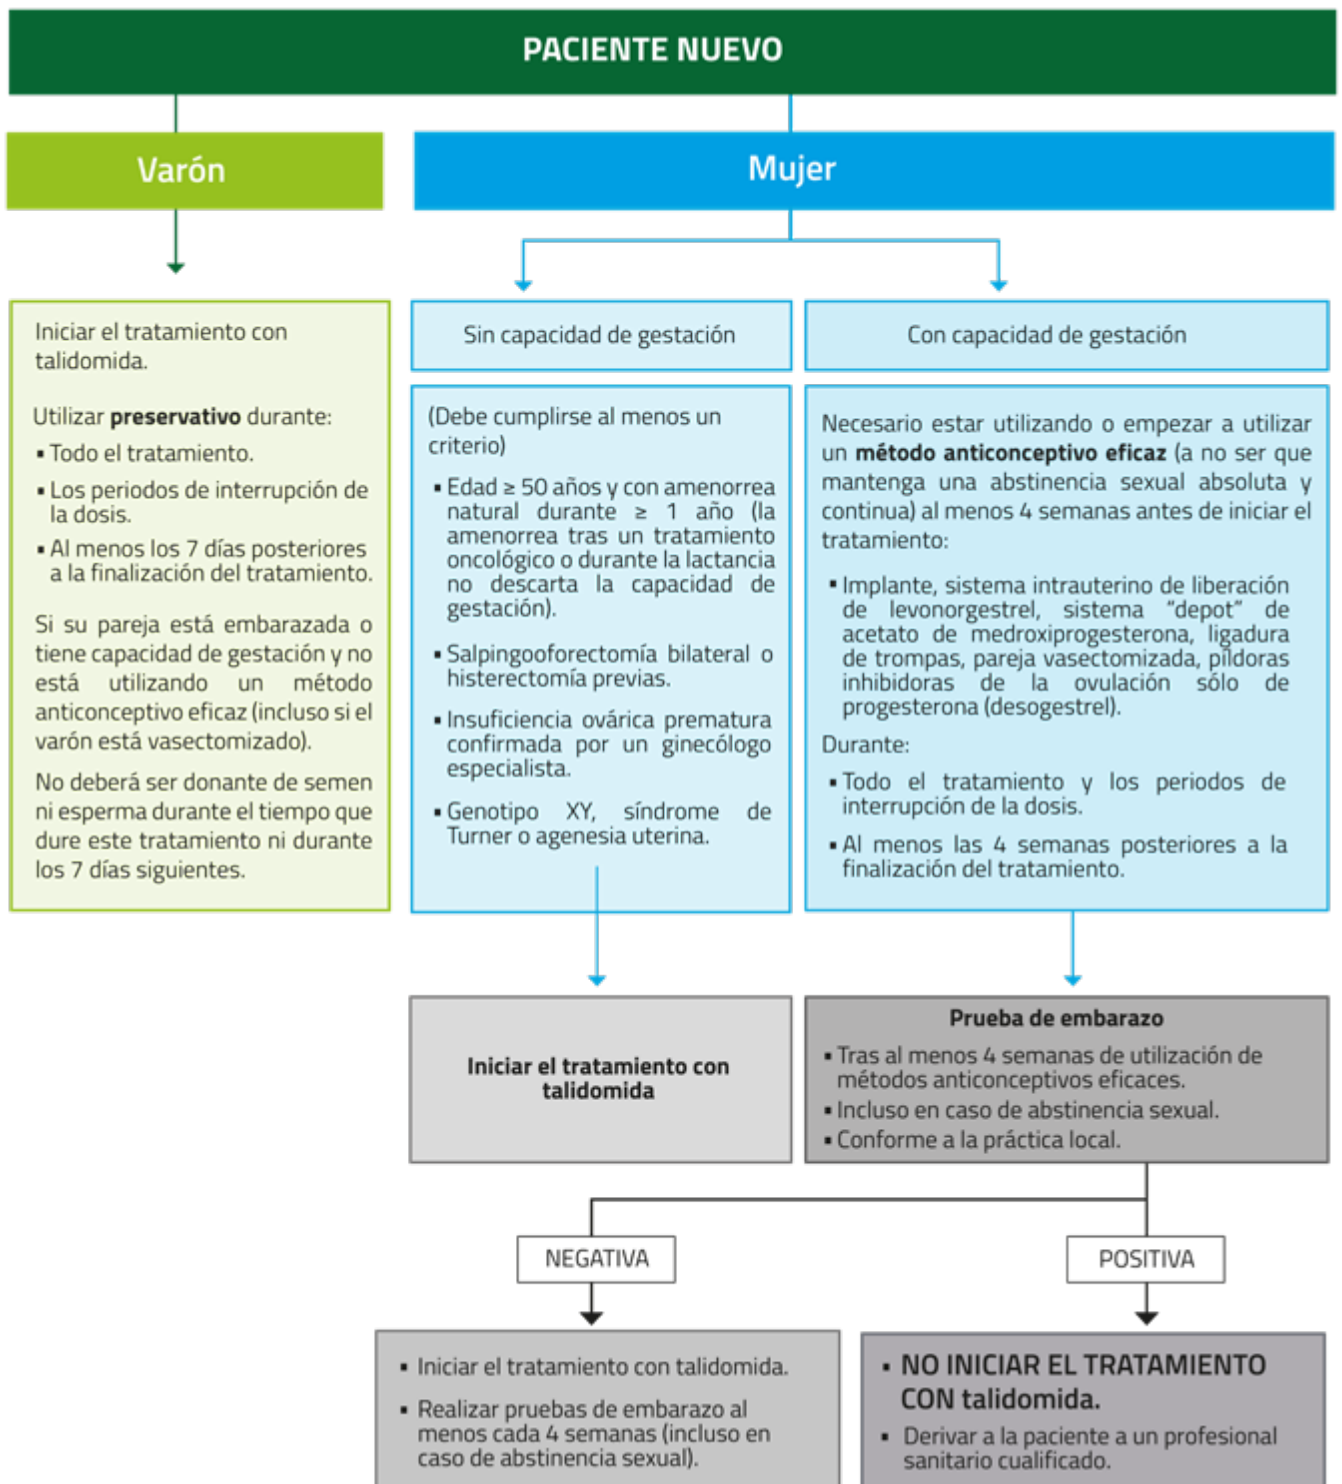 PACIENTE NUEVO
Varón
Mujer
Iniciar el tratamiento con
talidomida.
Utilizar preservativo durante:
▪ Todo el tratamiento.
▪ Los periodos de interrupción de
la dosis.
▪ Al menos los 7 días posteriores
a la finalización del tratamiento.
Si su pareja está embarazada o
tiene capacidad de gestación y no
está utilizando un método
anticonceptivo eficaz (incluso si el
varón está vasectomizado).
No deberá ser donante de semen
ni esperma durante el tiempo que
dure este tratamiento ni durante
los 7 días siguientes.
Sin capacidad de gestación
(Debe cumplirse al menos un
criterio)
▪ Edad ≥ 50 años y con amenorrea
natural durante ≥ 1 año (la
amenorrea tras un tratamiento
oncológico o durante la lactancia
no descarta la capacidad de
gestación).
▪ Salpingooforectomía bilateral o
histerectomía previas.
▪ Insuficiencia ovárica prematura
confirmada por un ginecólogo
especialista.
▪ Genotipo XY, síndrome de
Turner o agenesia uterina.
Iniciar el tratamiento con
talidomida
Con capacidad de gestación
Necesario estar utilizando o empezar a utilizar
un método anticonceptivo eficaz (a no ser que
mantenga una abstinencia sexual absoluta y
continua) al menos 4 semanas antes de iniciar el
tratamiento:
▪ Implante, sistema intrauterino de liberación
de levonorgestrel, sistema "depot" de
acetato de medroxiprogesterona, ligadura
de trompas, pareja vasectomizada, píldoras
inhibidoras de la ovulación sólo de
progesterona (desogestrel).
Durante:
▪ Todo el tratamiento y los periodos de
interrupción de la dosis.
▪ Al menos las 4 semanas posteriores a la
finalización del tratamiento.
Prueba de embarazo
▪ Tras al menos 4 semanas de utilización de
métodos anticonceptivos eficaces.
▪ Incluso en caso de abstinencia sexual.
▪ Conforme a la práctica local.
NEGATIVA
POSITIVA
▪ Iniciar el tratamiento con talidomida.
▪ Realizar pruebas de embarazo al
menos cada 4 semanas (incluso en
caso de abstinencia sexual).
▪ NO INICIAR EL TRATAMIENTO
CON talidomida.
▪ Derivar a la paciente a un profesional
sanitario cualificado.